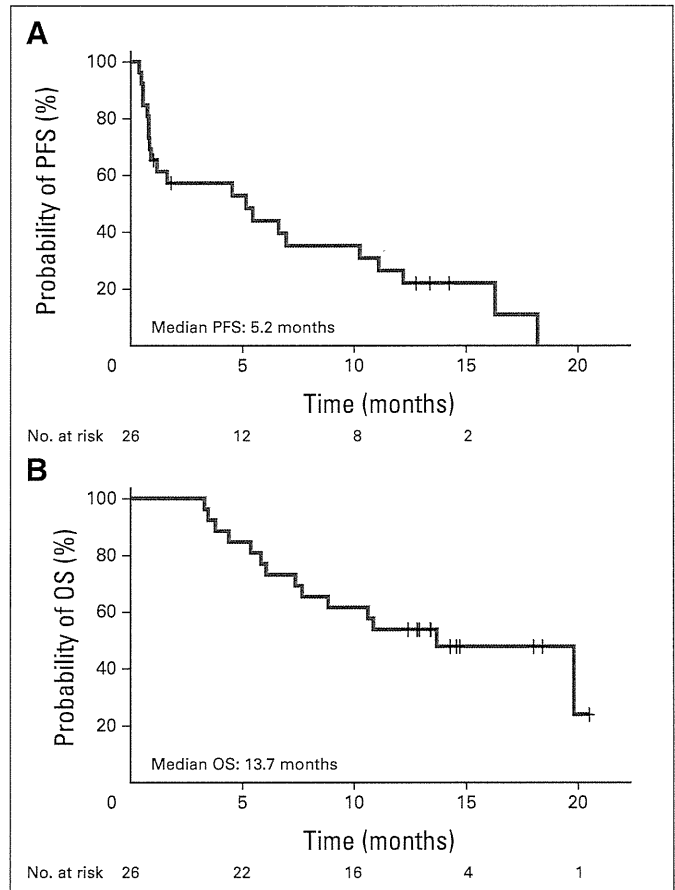 A
Probability of PFS (%)
100
80
60
40
20
0
Median PFS: 5.2 months
5 10 15 20
Time (months)
No. at risk 26 12 8 2
B
Probability of OS (%)
100
80
60
40
20
0
Median OS: 13.7 months
5 10 15 20
Time (months)
No. at risk 26 22 16 4 1